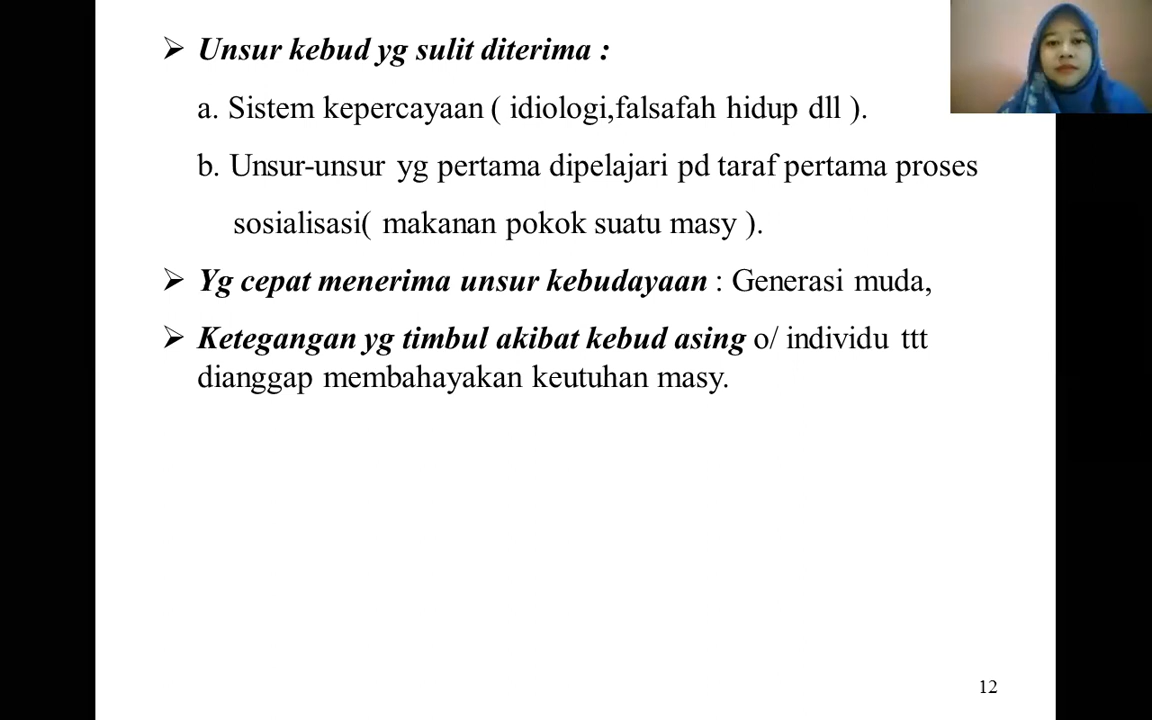 ➢ Unsur kebud yg sulit diterima :
a. Sistem kepercayaan ( idiologi,falsafah hidup dll ).
b. Unsur-unsur yg pertama dipelajari pd taraf pertama proses
sosialisasi( makanan pokok suatu masy ).
➢ Yg cepat menerima unsur kebudayaan : Generasi muda,
➢ Ketegangan yg timbul akibat kebud asing o/ individu ttt
dianggap membahayakan keutuhan masy.
12